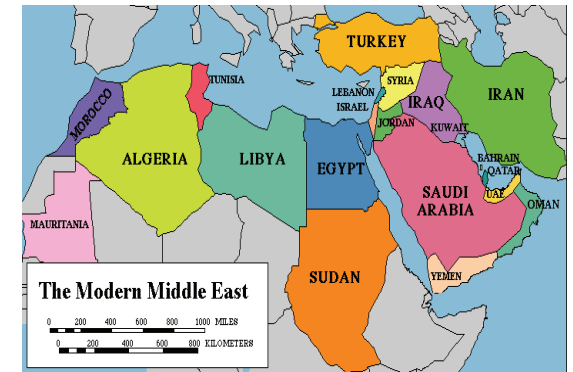 TURKEY
SYRIA
LEBANON
ISRAEL
IRAQ
IRAN
TUNISIA
MOROCCO
JORDAN
KUWAIT
ALGERIA
LIBYA
EGYPT
BAHRAIN
QATAR
UAE
SAUDI
ARABIA
OMAN
MAURITANIA
SUDAN
YEMEN
The Modern Middle East
0 200 400 600 800 1000 MILES
0 200 400 600 800 KILOMETERS